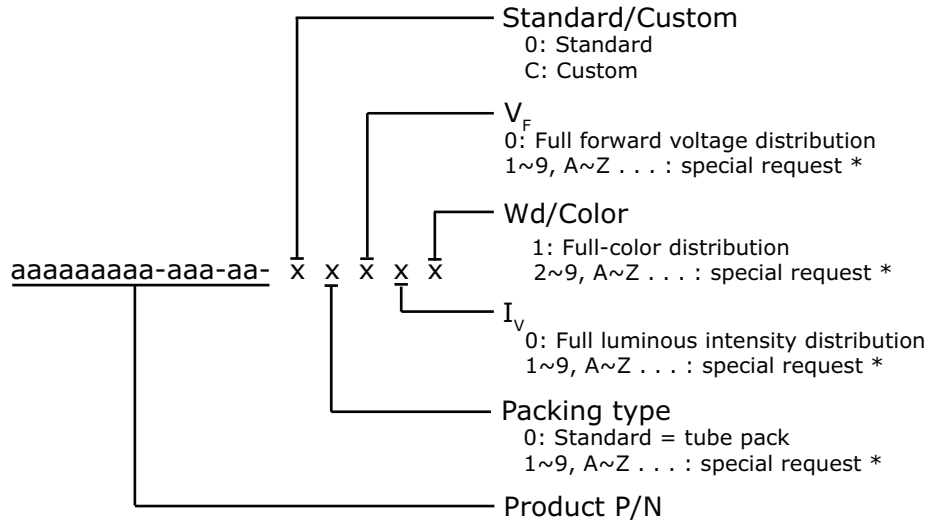 Standard/Custom
0: Standard
C: Custom
VF
0: Full forward voltage distribution
1~9, A~Z . . . : special request *
Wd/Color
1: Full-color distribution
2~9, A~Z . . . : special request *
aaaaaaaaa-aaa-aa- x x x x x
IV
0: Full luminous intensity distribution
1~9, A~Z . . . : special request *
Packing type
0: Standard = tube pack
1~9, A~Z . . . : special request *
Product P/N